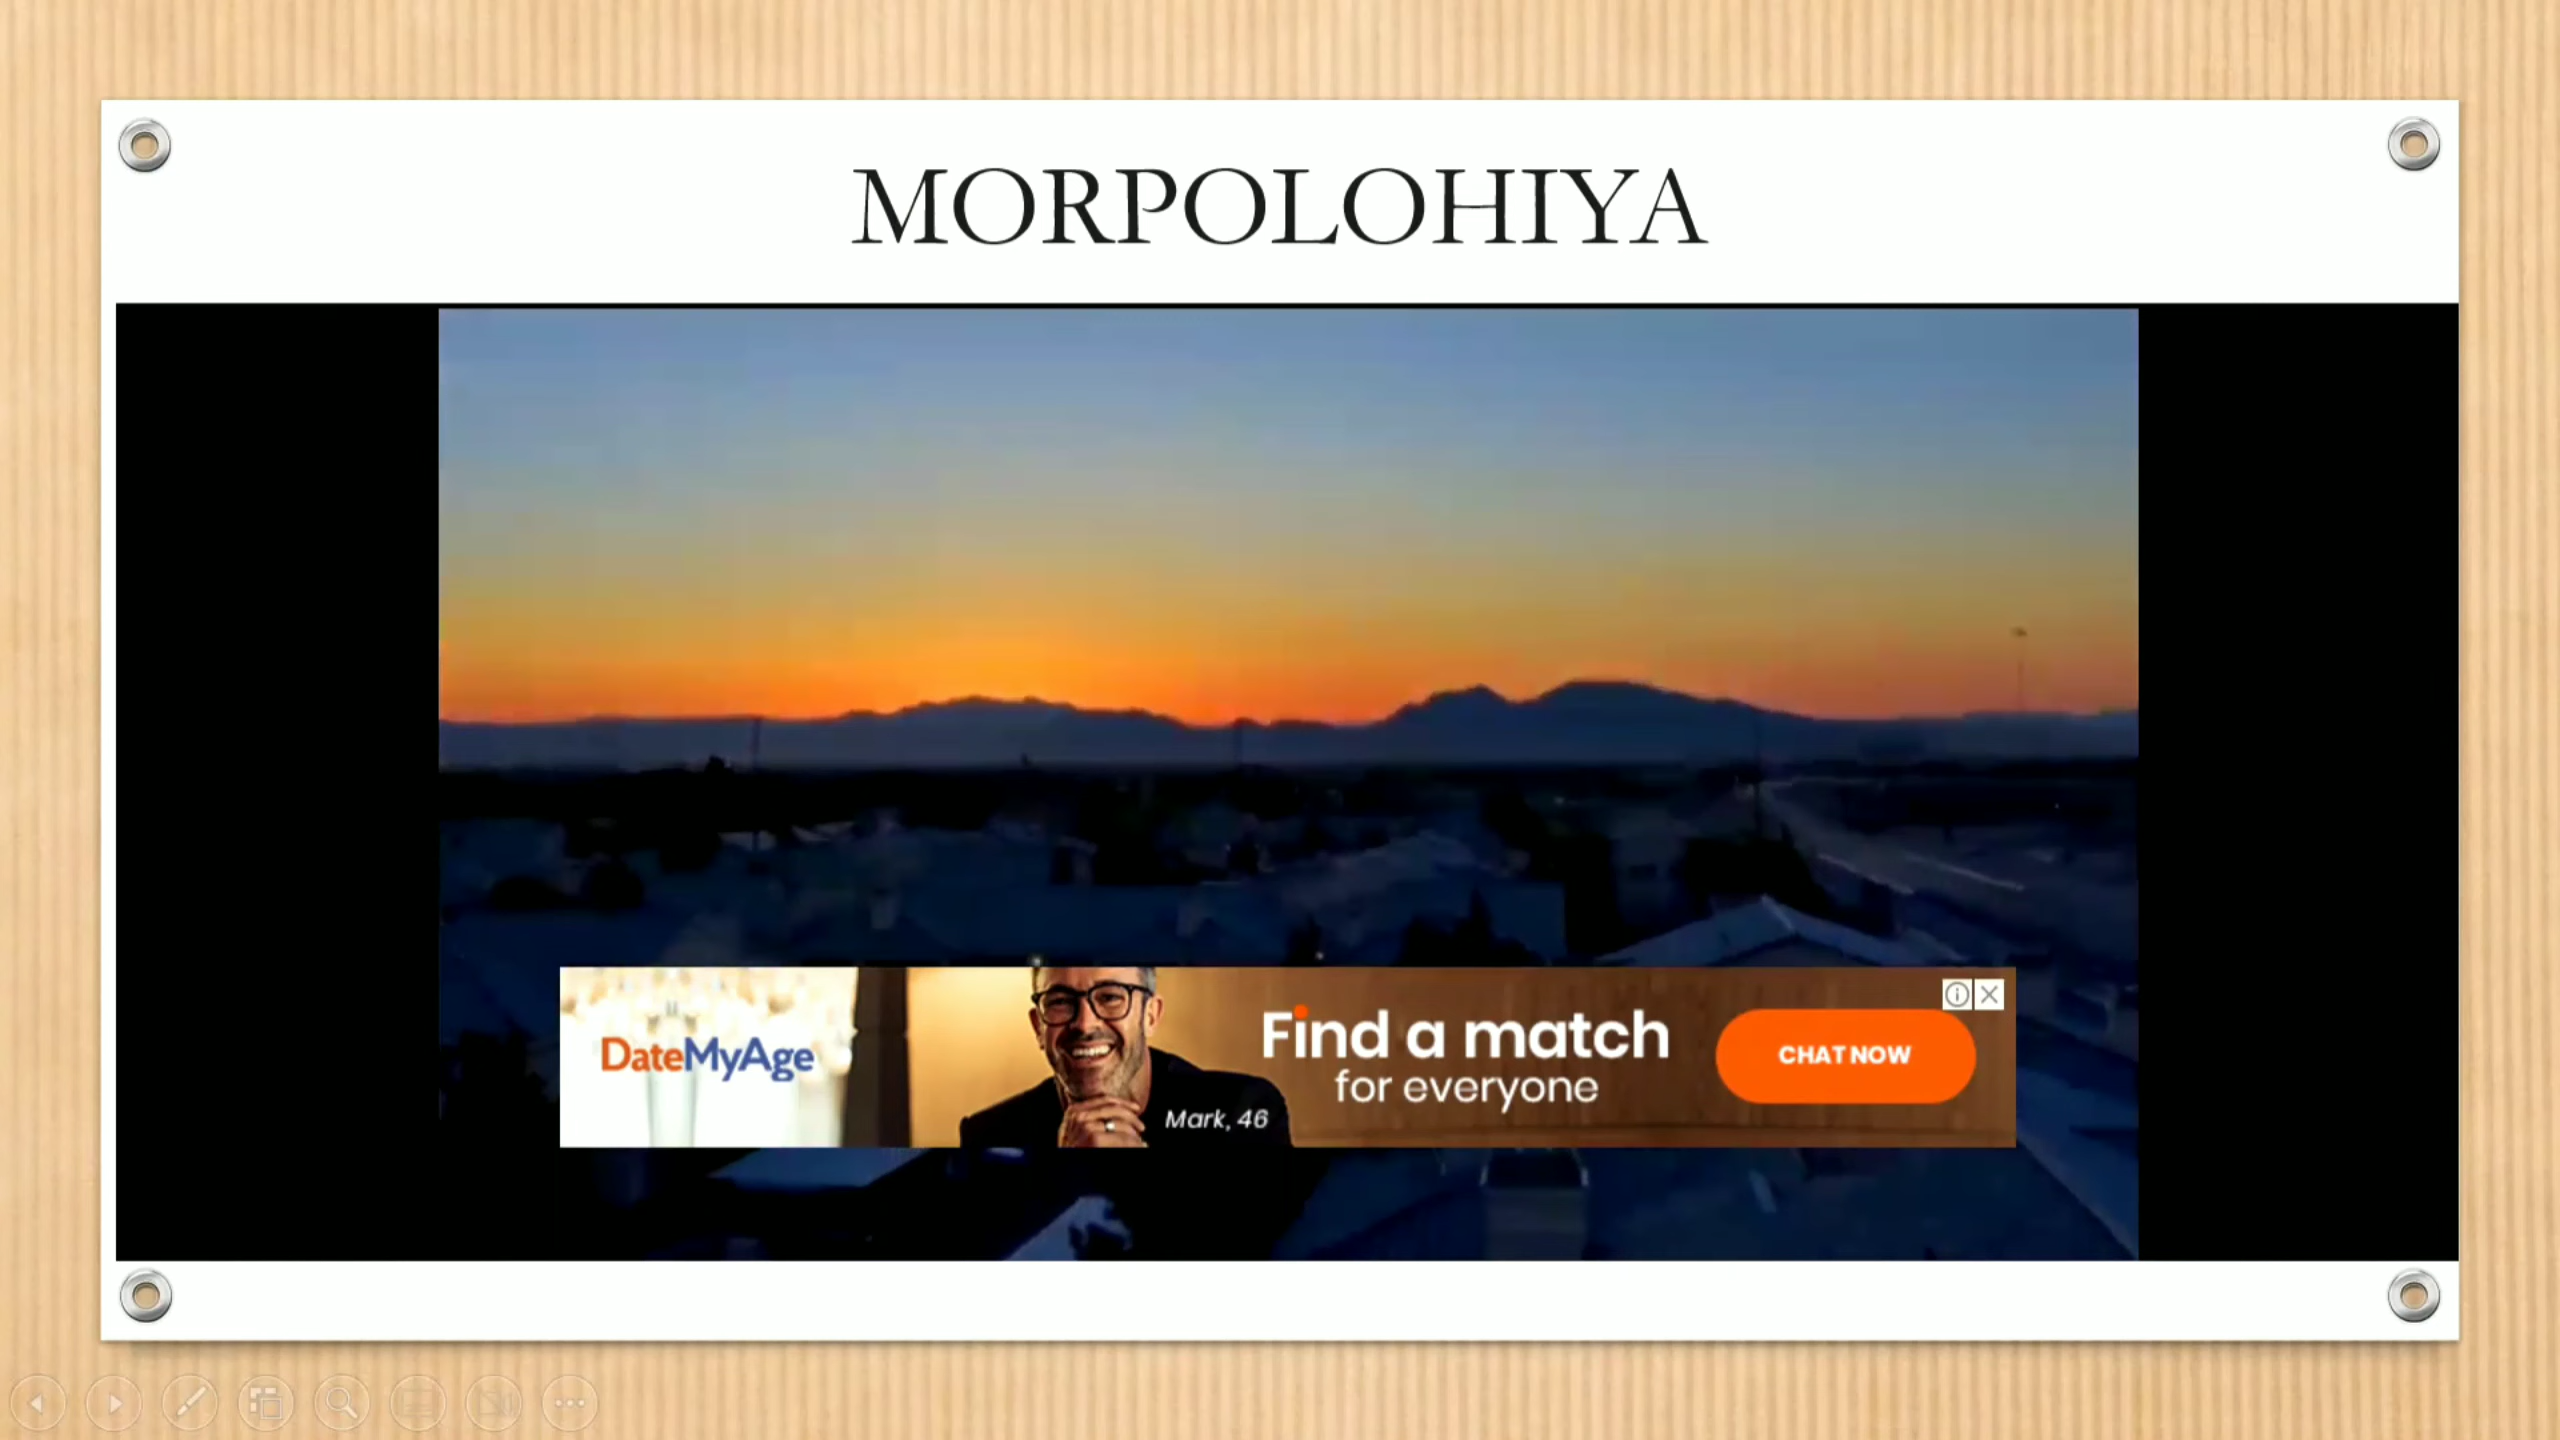 MORPOLOHIYA
DateMyAge
Mark, 46
Find a match
for everyone
CHAT NOW